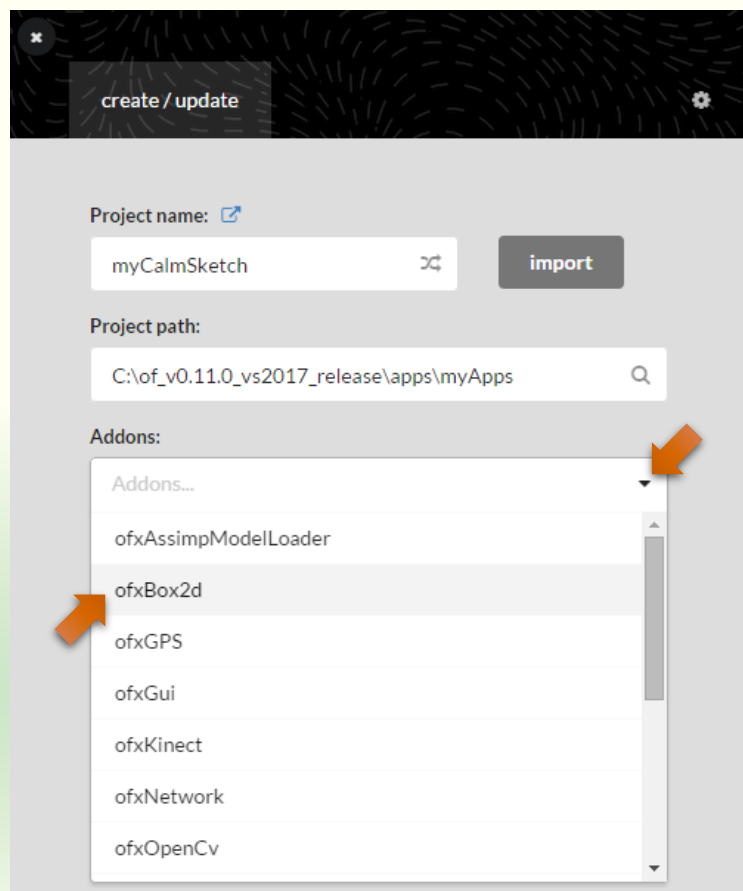 create / update
Project name:
myCalmSketch
import
Project path:
C:\of_v0.11.0_vs2017_release\apps\myApps
Addons:
Addons...
ofxAssimpModelLoader
ofxBox2d
ofxGPS
ofxGui
ofxKinect
ofxNetwork
ofxOpenCv